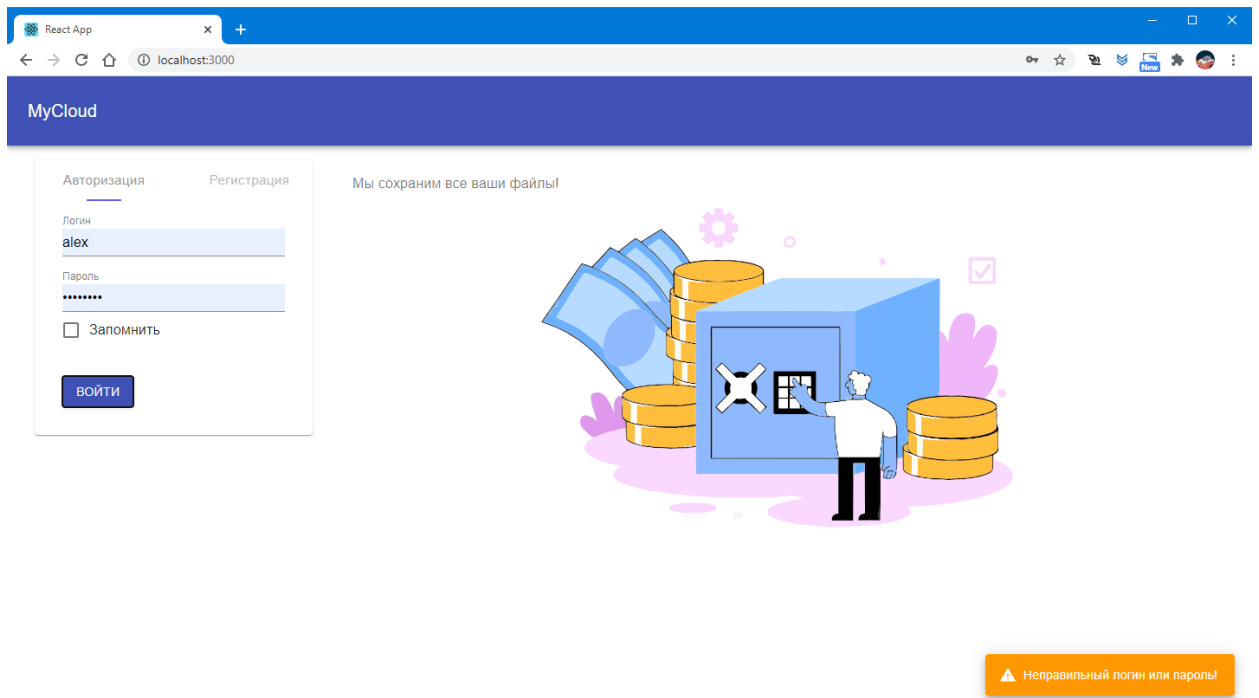 React App
localhost:3000
New
MyCloud
Авторизация Регистрация
Логин
alex
Пароль
••••••••
Запомнить
ВОЙТИ
Мы сохраним все ваши файлы!
Неправильный логин или пароль!